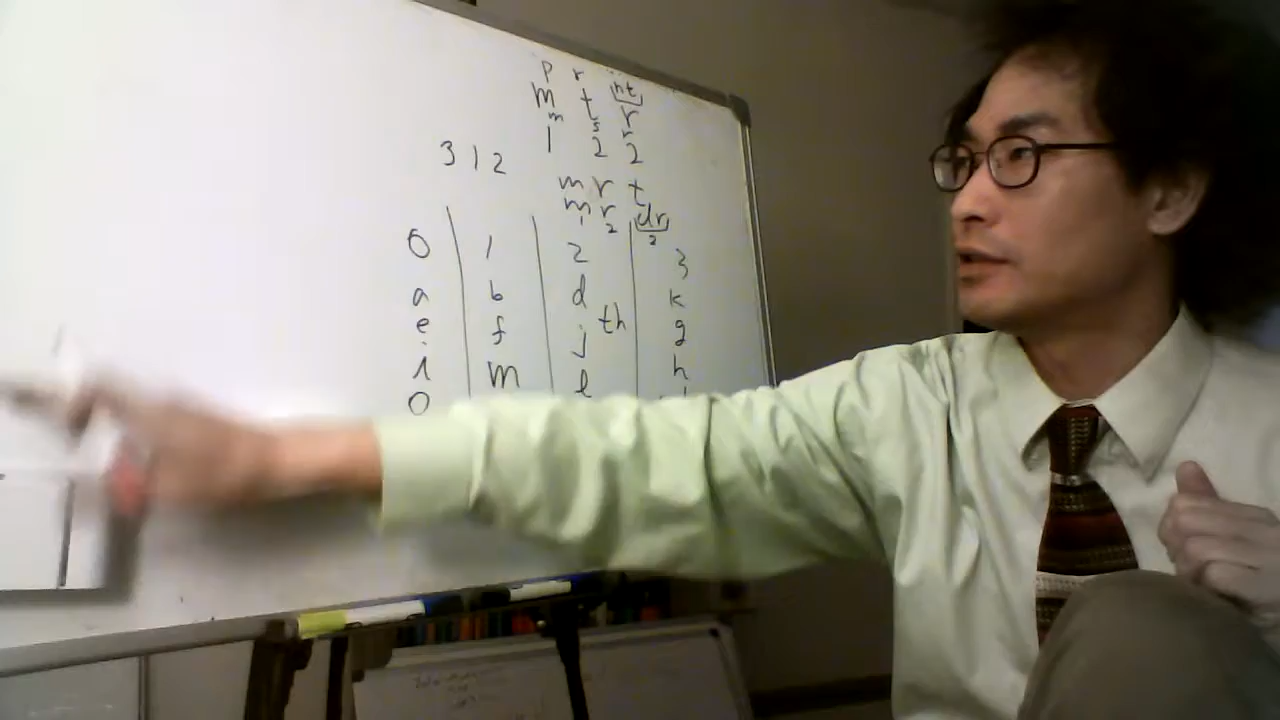 p r
m t nt
m s r
1 2 2
3 1 2
m r t
m r dr
1 2 2
0 1 2 3
a b d k
e f j th g
i m l h
o